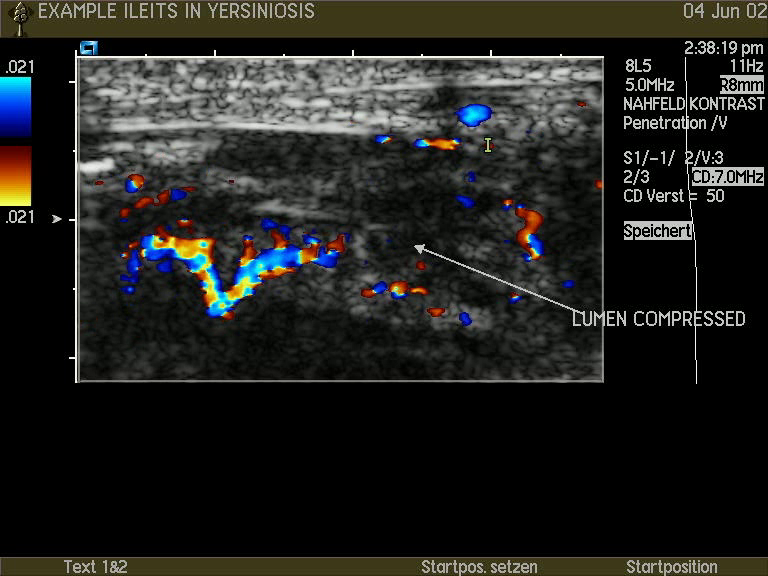 EXAMPLE ILEITS IN YERSINIOSIS 04 Jun 02
2:38:19 pm
.021
8L5 11Hz
5.0MHz R8mm
NAHFELD KONTRAST
Penetration /V
S1/-1/ 2/V:3
2/3 CD:7.0MHz
CD Verst = 50
.021
Speichert
LUMEN COMPRESSED
Text 1&2 Startpos. setzen Startposition